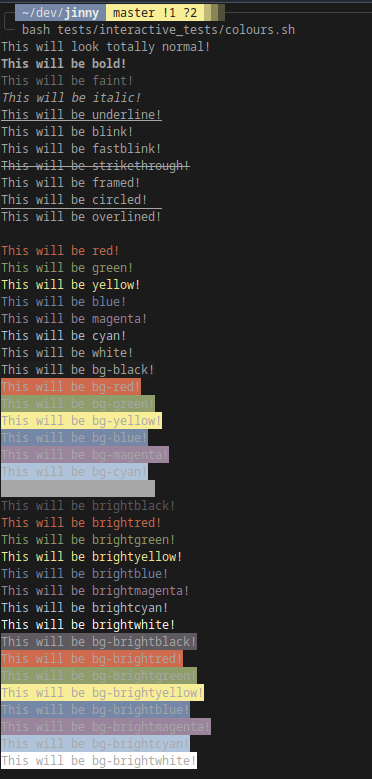 ~/dev/jinny master !1 ?2
bash tests/interactive_tests/colours.sh
This will look totally normal!
This will be bold!
This will be faint!
This will be italic!
This will be underline!
This will be blink!
This will be fastblink!
This will be strikethrough!
This will be framed!
This will be circled!
This will be overlined!
This will be red!
This will be green!
This will be yellow!
This will be blue!
This will be magenta!
This will be cyan!
This will be white!
This will be bg-black!
This will be bg-red!
This will be bg-green!
This will be bg-yellow!
This will be bg-blue!
This will be bg-magenta!
This will be bg-cyan!
This will be brightblack!
This will be brightred!
This will be brightgreen!
This will be brightyellow!
This will be brightblue!
This will be brightmagenta!
This will be brightcyan!
This will be brightwhite!
This will be bg-brightblack!
This will be bg-brightred!
This will be bg-brightgreen!
This will be bg-brightyellow!
This will be bg-brightblue!
This will be bg-brightmagenta!
This will be bg-brightcyan!
This will be bg-brightwhite!